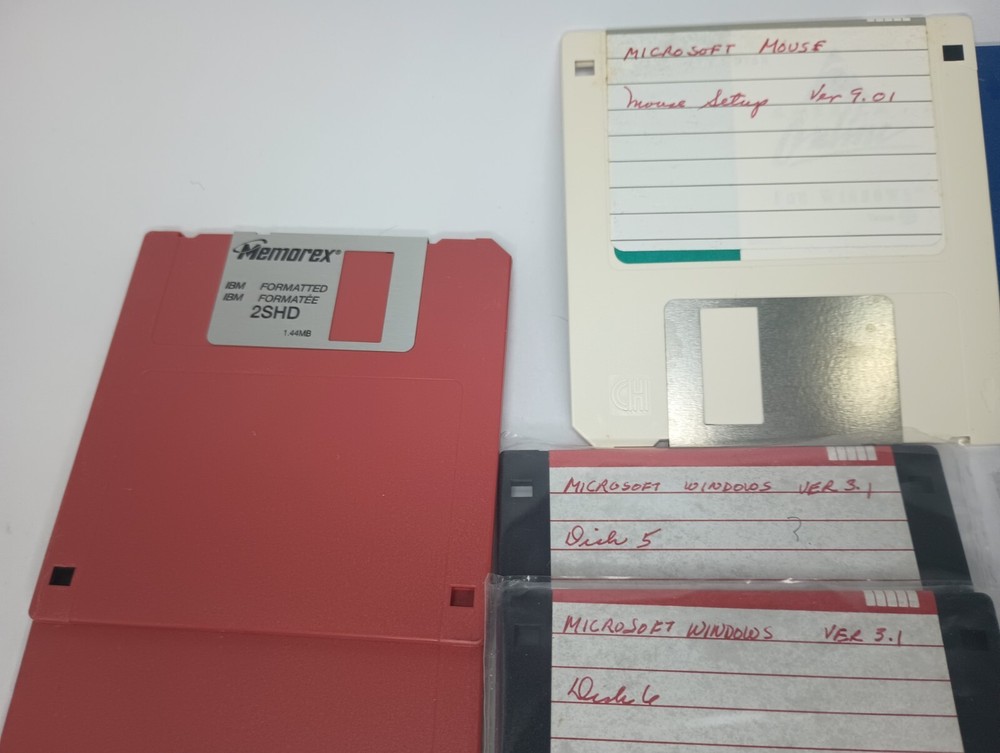 Memorex®
IBM FORMATTED
IBM FORMATÉE
2SHD
1.44MB
MICROSOFT MOUSE
Mouse Setup Ver 9.01
HD
MICROSOFT WINDOWS VER 3.1
Disk 5 ?
MICROSOFT WINDOWS VER 3.1
Disk 6